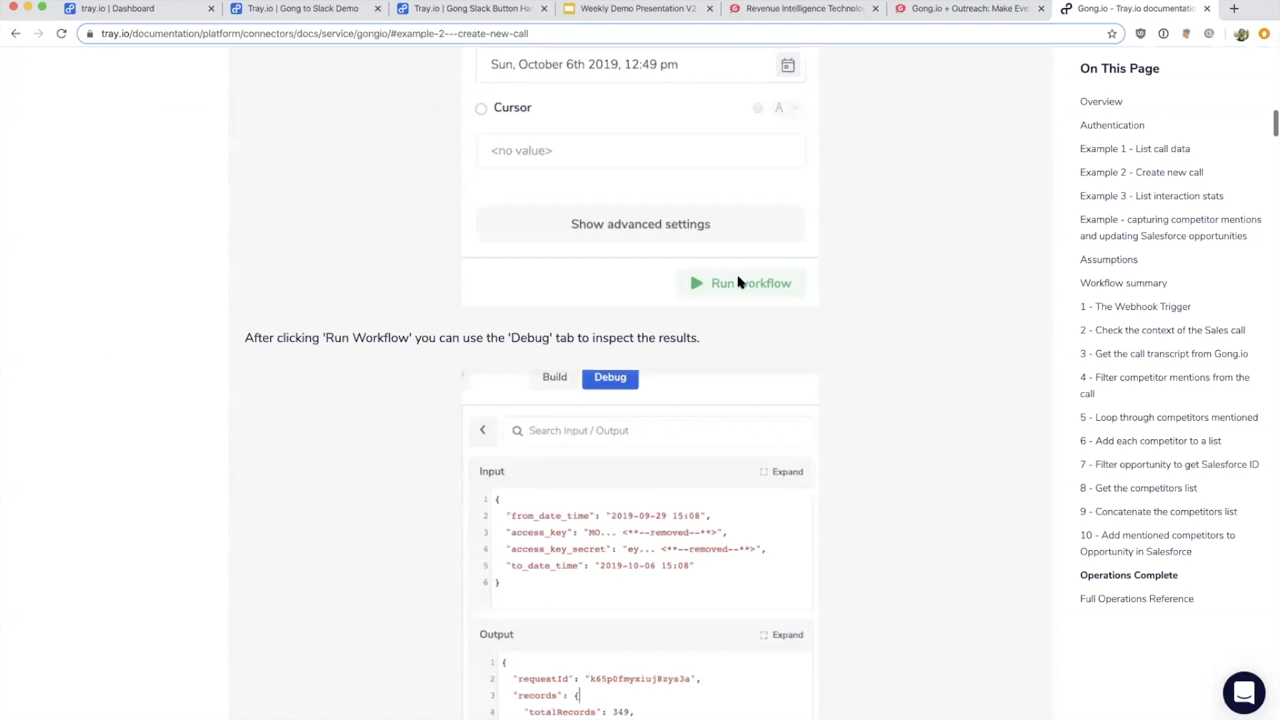 tray.io | Dashboard
Tray.io | Gong to Slack Demo
Tray.io | Gong Slack Button Ha
Weekly Demo Presentation V2
Revenue Intelligence Technolo
Gong.io + Outreach: Make Eve
Gong.io - Tray.io documentatio
tray.io/documentation/platform/connectors/docs/service/gongio/#example-2---create-new-call
Sun, October 6th 2019, 12:49 pm
Cursor
A
<no value>
Show advanced settings
Run workflow
After clicking 'Run Workflow' you can use the 'Debug' tab to inspect the results.
Build
Debug
Search Input / Output
Input
Expand
1 {
2 "from_date_time": "2019-09-29 15:08",
3 "access_key": "MO... <**--removed--**>",
4 "access_key_secret": "ey... <**--removed--**>",
5 "to_date_time": "2019-10-06 15:08"
6 }
Output
Expand
1 {
2 "requestId": "k65p0fmyxiuj8zys3a",
3 "records": {
4 "totalRecords": 349,
On This Page
Overview
Authentication
Example 1 - List call data
Example 2 - Create new call
Example 3 - List interaction stats
Example - capturing competitor mentions
and updating Salesforce opportunities
Assumptions
Workflow summary
1 - The Webhook Trigger
2 - Check the context of the Sales call
3 - Get the call transcript from Gong.io
4 - Filter competitor mentions from the
call
5 - Loop through competitors mentioned
6 - Add each competitor to a list
7 - Filter opportunity to get Salesforce ID
8 - Get the competitors list
9 - Concatenate the competitors list
10 - Add mentioned competitors to
Opportunity in Salesforce
Operations Complete
Full Operations Reference